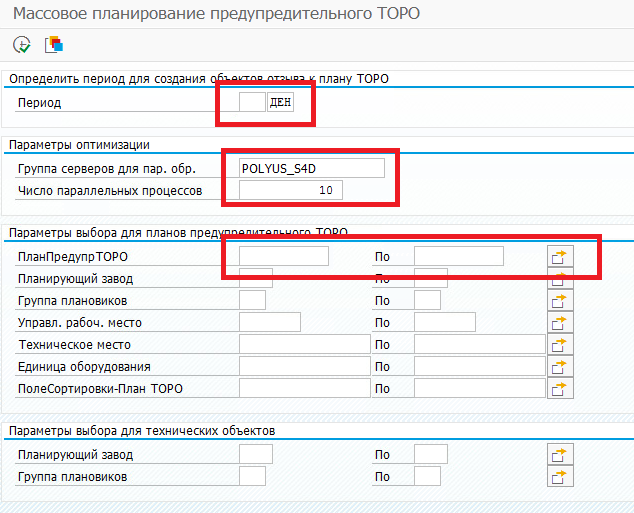 Массовое планирование предупредительного ТОРО
Определить период для создания объектов отзыва к плану ТОРО
Период ДЕН
Параметры оптимизации
Группа серверов для пар. обр. POLYUS_S4D
Число параллельных процессов 10
Параметры выбора для планов предупредительного ТОРО
ПланПредупрТОРО По
Планирующий завод По
Группа плановиков По
Управл. рабоч. место По
Техническое место По
Единица оборудования По
ПолеСортировки-План ТОРО По
Параметры выбора для технических объектов
Планирующий завод По
Группа плановиков По